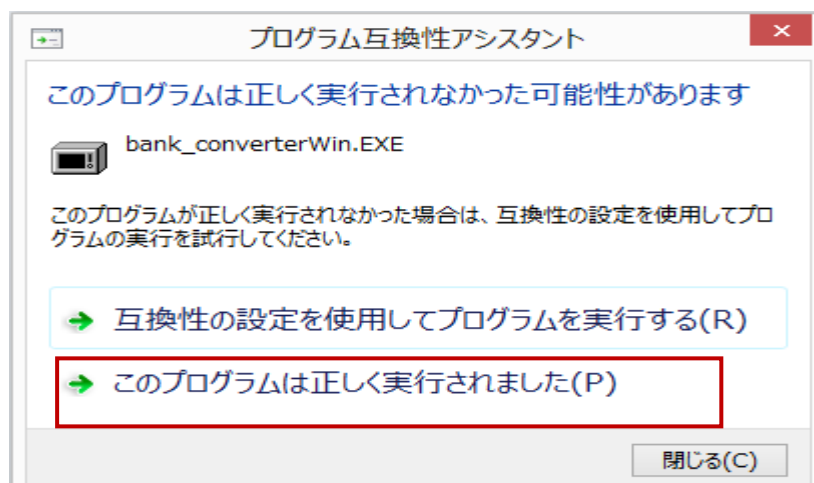 プログラム互換性アシスタント
このプログラムは正しく実行されなかった可能性があります
bank_converterWin.EXE
このプログラムが正しく実行されなかった場合は、互換性の設定を使用してプロ
グラムの実行を試行してください。
互換性の設定を使用してプログラムを実行する(R)
このプログラムは正しく実行されました(P)
閉じる(C)